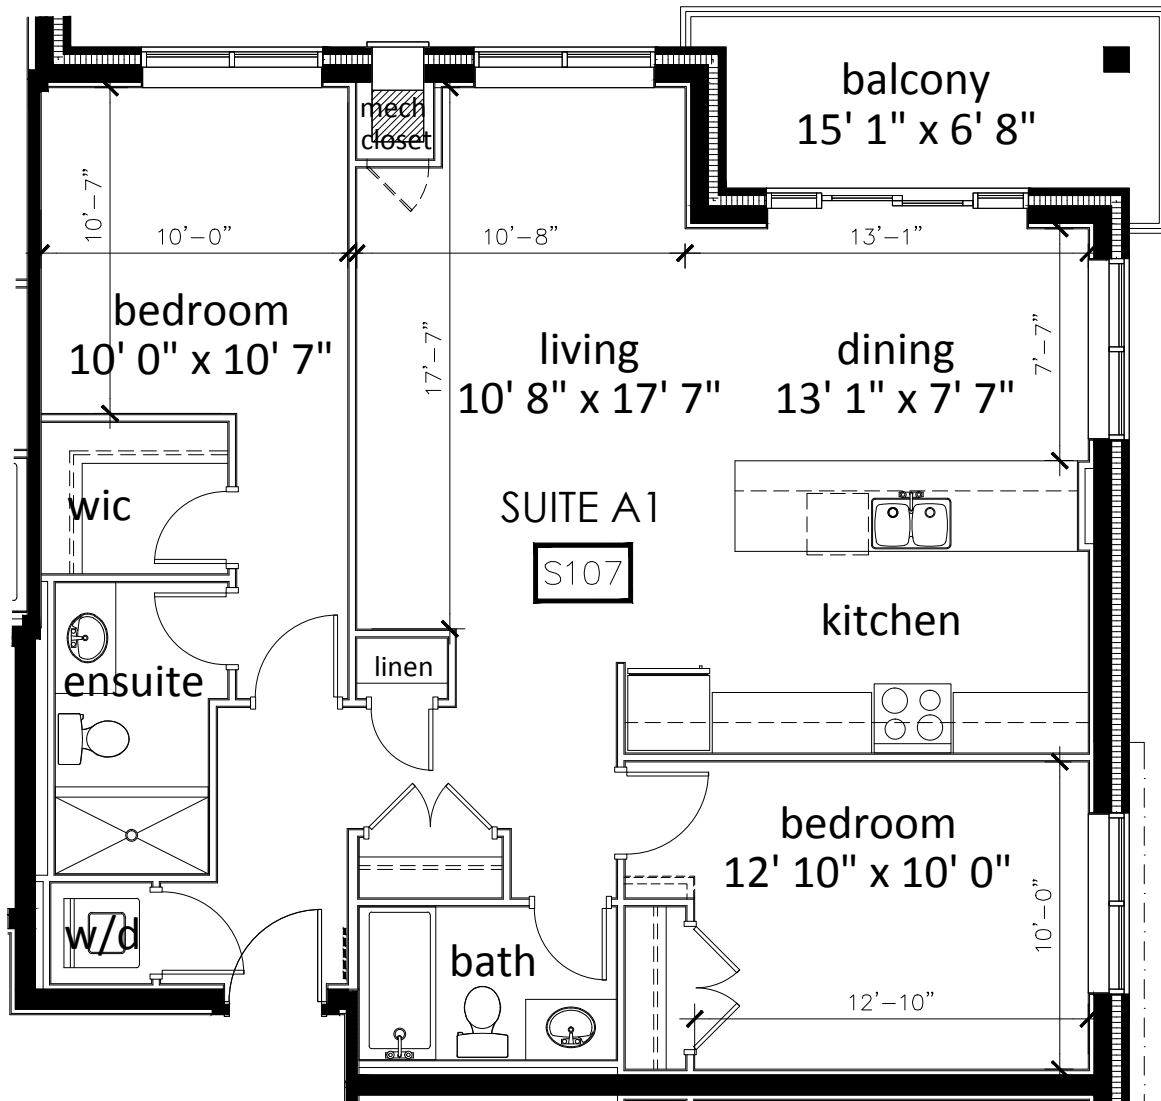 balcony
15' 1" x 6' 8"
mech
closet
10'-7"
10'-0"
10'-8"
13'-1"
bedroom
10' 0" x 10' 7"
17'-7"
living
10' 8" x 17' 7"
dining
13' 1" x 7' 7"
7'-7"
wic
SUITE A1
S107
kitchen
linen
ensuite
bedroom
12' 10" x 10' 0"
10'-0"
w/d
bath
12'-10"